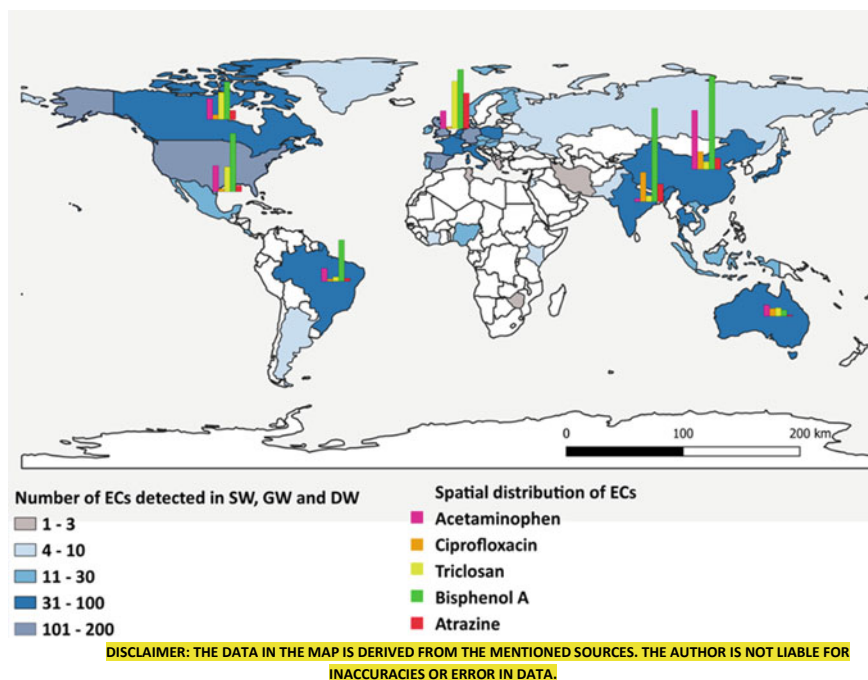 0 100 200 km
Number of ECs detected in SW, GW and DW
1 - 3
4 - 10
11 - 30
31 - 100
101 - 200
Spatial distribution of ECs
Acetaminophen
Ciprofloxacin
Triclosan
Bisphenol A
Atrazine
DISCLAIMER: THE DATA IN THE MAP IS DERIVED FROM THE MENTIONED SOURCES. THE AUTHOR IS NOT LIABLE FOR
INACCURACIES OR ERROR IN DATA.